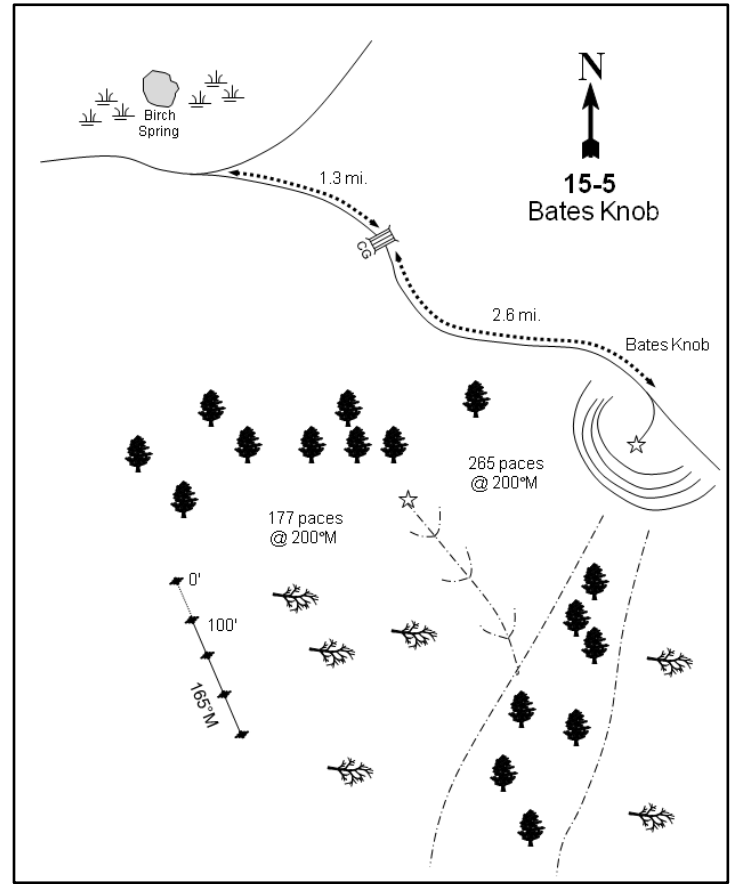 N
15-5
Bates Knob
Birch
Spring
1.3 mi.
CG
2.6 mi.
Bates Knob
265 paces
@ 200°M
177 paces
@ 200°M
0'
100'
165°M